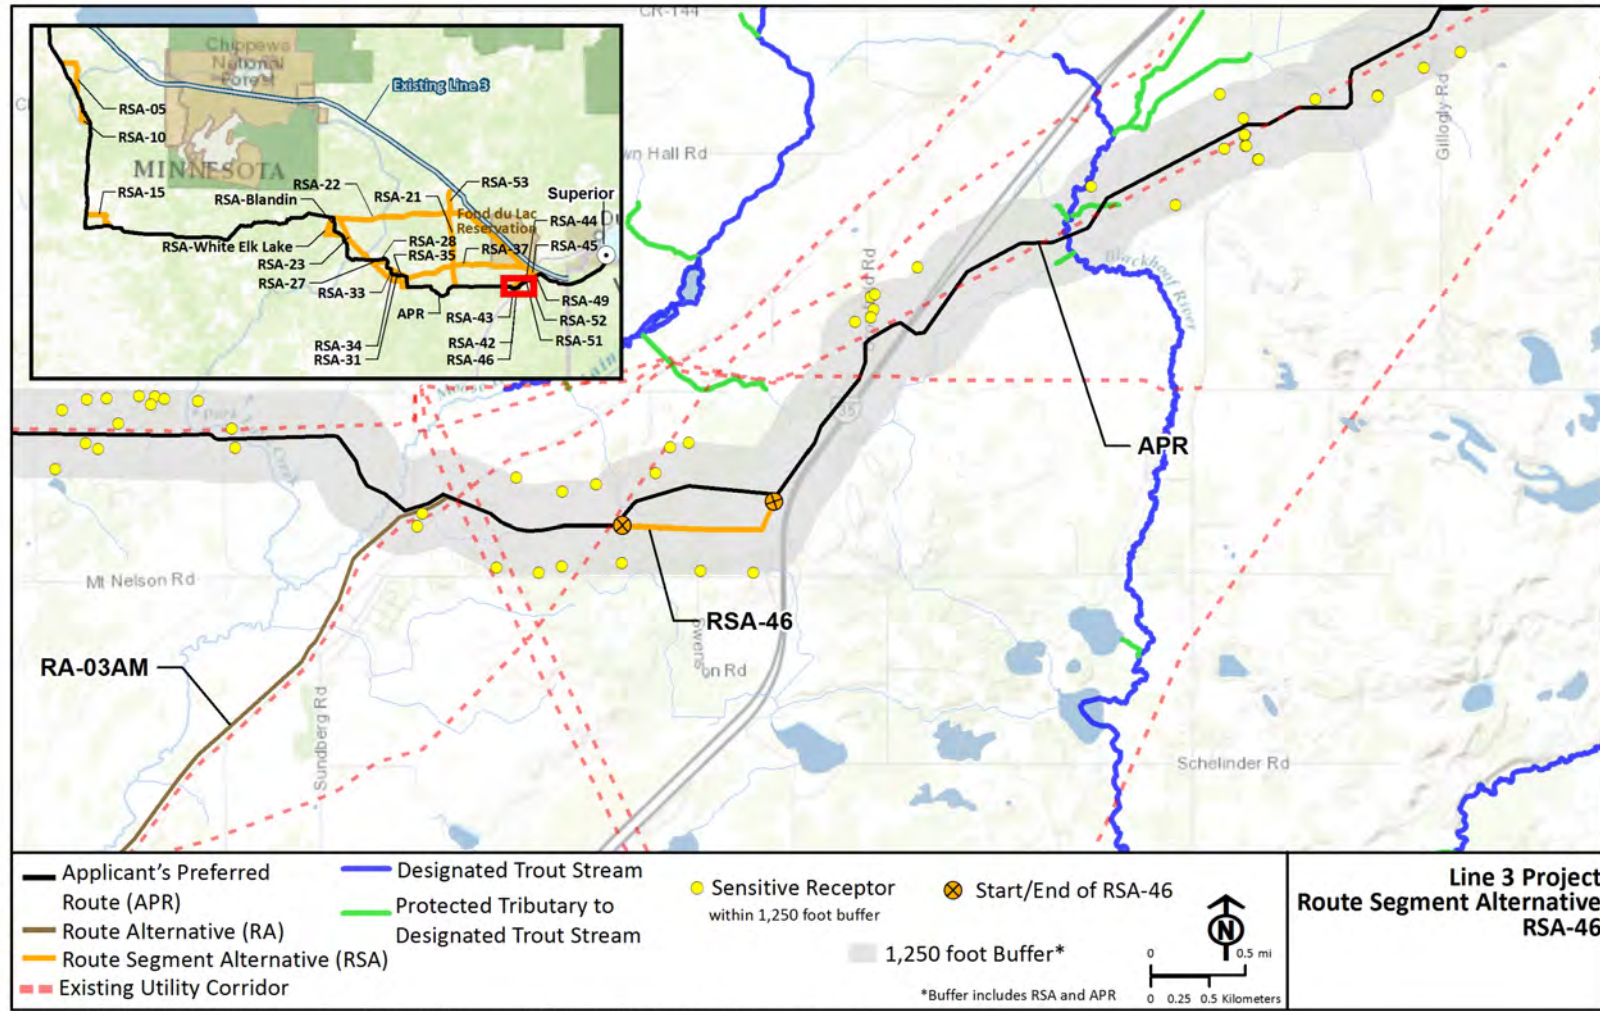 CR-144
Chippewa
National
Forest
Existing Line 3
RSA-05
RSA-10
MINNESOTA
RSA-15
RSA-22
RSA-21
RSA-53
RSA-Blandin
Superior
Fond du Lac
Reservation
RSA-44
RSA-White Elk Lake
RSA-28
RSA-35
RSA-37
RSA-45
RSA-23
RSA-27
RSA-33
RSA-49
APR
RSA-43
RSA-52
RSA-34
RSA-42
RSA-51
RSA-31
RSA-46
wn Hall Rd
Gillogly Rd
Blackhoof River
Rd
35
APR
Creek
Mt Nelson Rd
RSA-46
Swens
on Rd
RA-03AM
Sundberg Rd
Schelinder Rd
Applicant's Preferred
Route (APR)
Route Alternative (RA)
Route Segment Alternative (RSA)
Existing Utility Corridor
Designated Trout Stream
Protected Tributary to
Designated Trout Stream
Sensitive Receptor
within 1,250 foot buffer
Start/End of RSA-46
1,250 foot Buffer*
*Buffer includes RSA and APR
N
0 0.5 mi
0 0.25 0.5 Kilometers
Line 3 Project
Route Segment Alternative
RSA-46